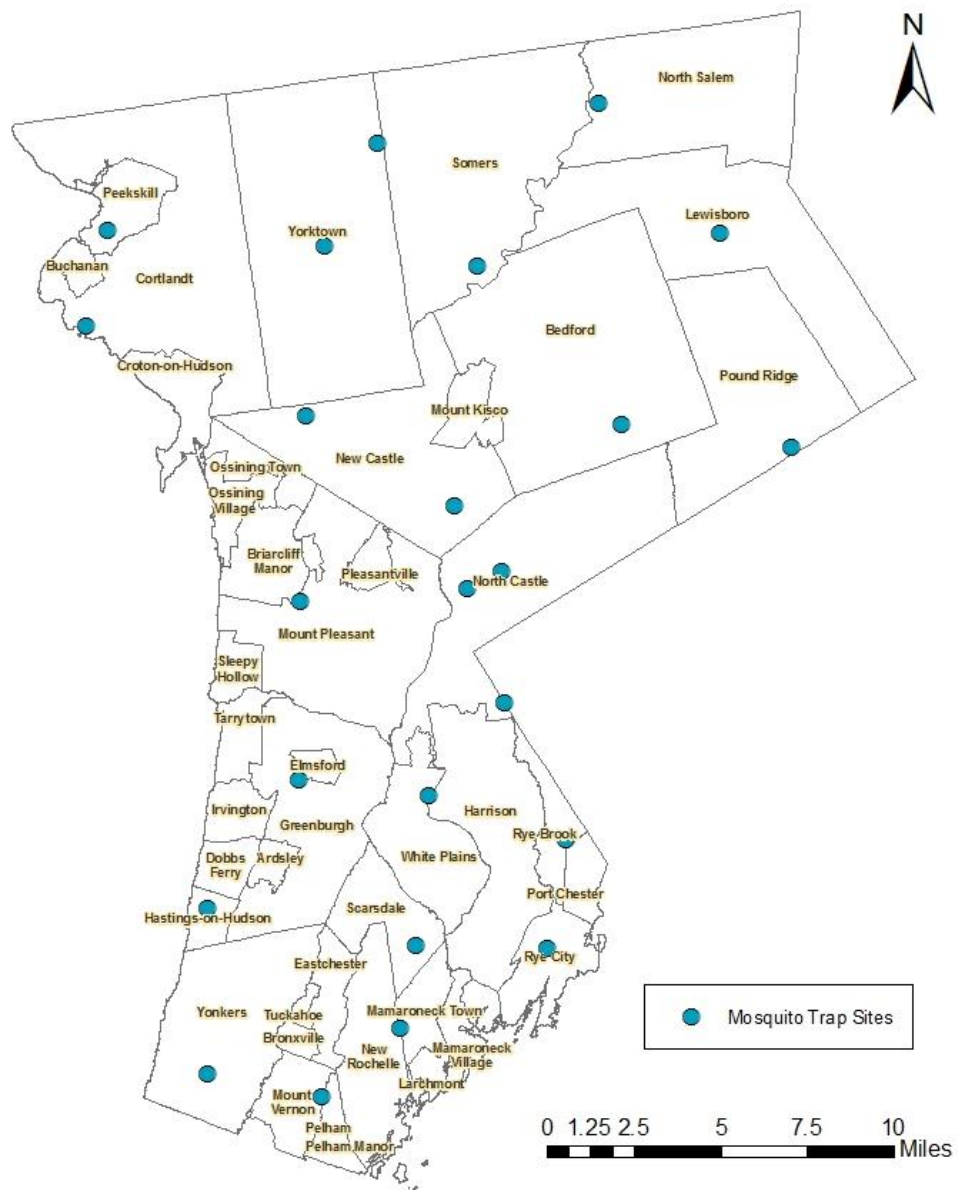 N
North Salem
Somers
Peekskill
Lewisboro
Yorktown
Buchanan
Cortlandt
Bedford
Croton-on-Hudson
Pound Ridge
Mount Kisco
New Castle
Ossining Town
Ossining
Village
Briarcliff
Manor
Pleasantville
North Castle
Mount Pleasant
Sleepy
Hollow
Tarrytown
Elmsford
Irvington
Harrison
Greenburgh
Rye Brook
Dobbs
Ferry
Ardsley
White Plains
Port Chester
Scarsdale
Hastings-on-Hudson
Rye City
Eastchester
Yonkers
Tuckahoe
Mamaroneck Town
Bronxville
New
Rochelle
Mamaroneck
Village
Larchmont
Mount
Vernon
Pelham
Pelham Manor
Mosquito Trap Sites
0 1.25 2.5 5 7.5 10
Miles